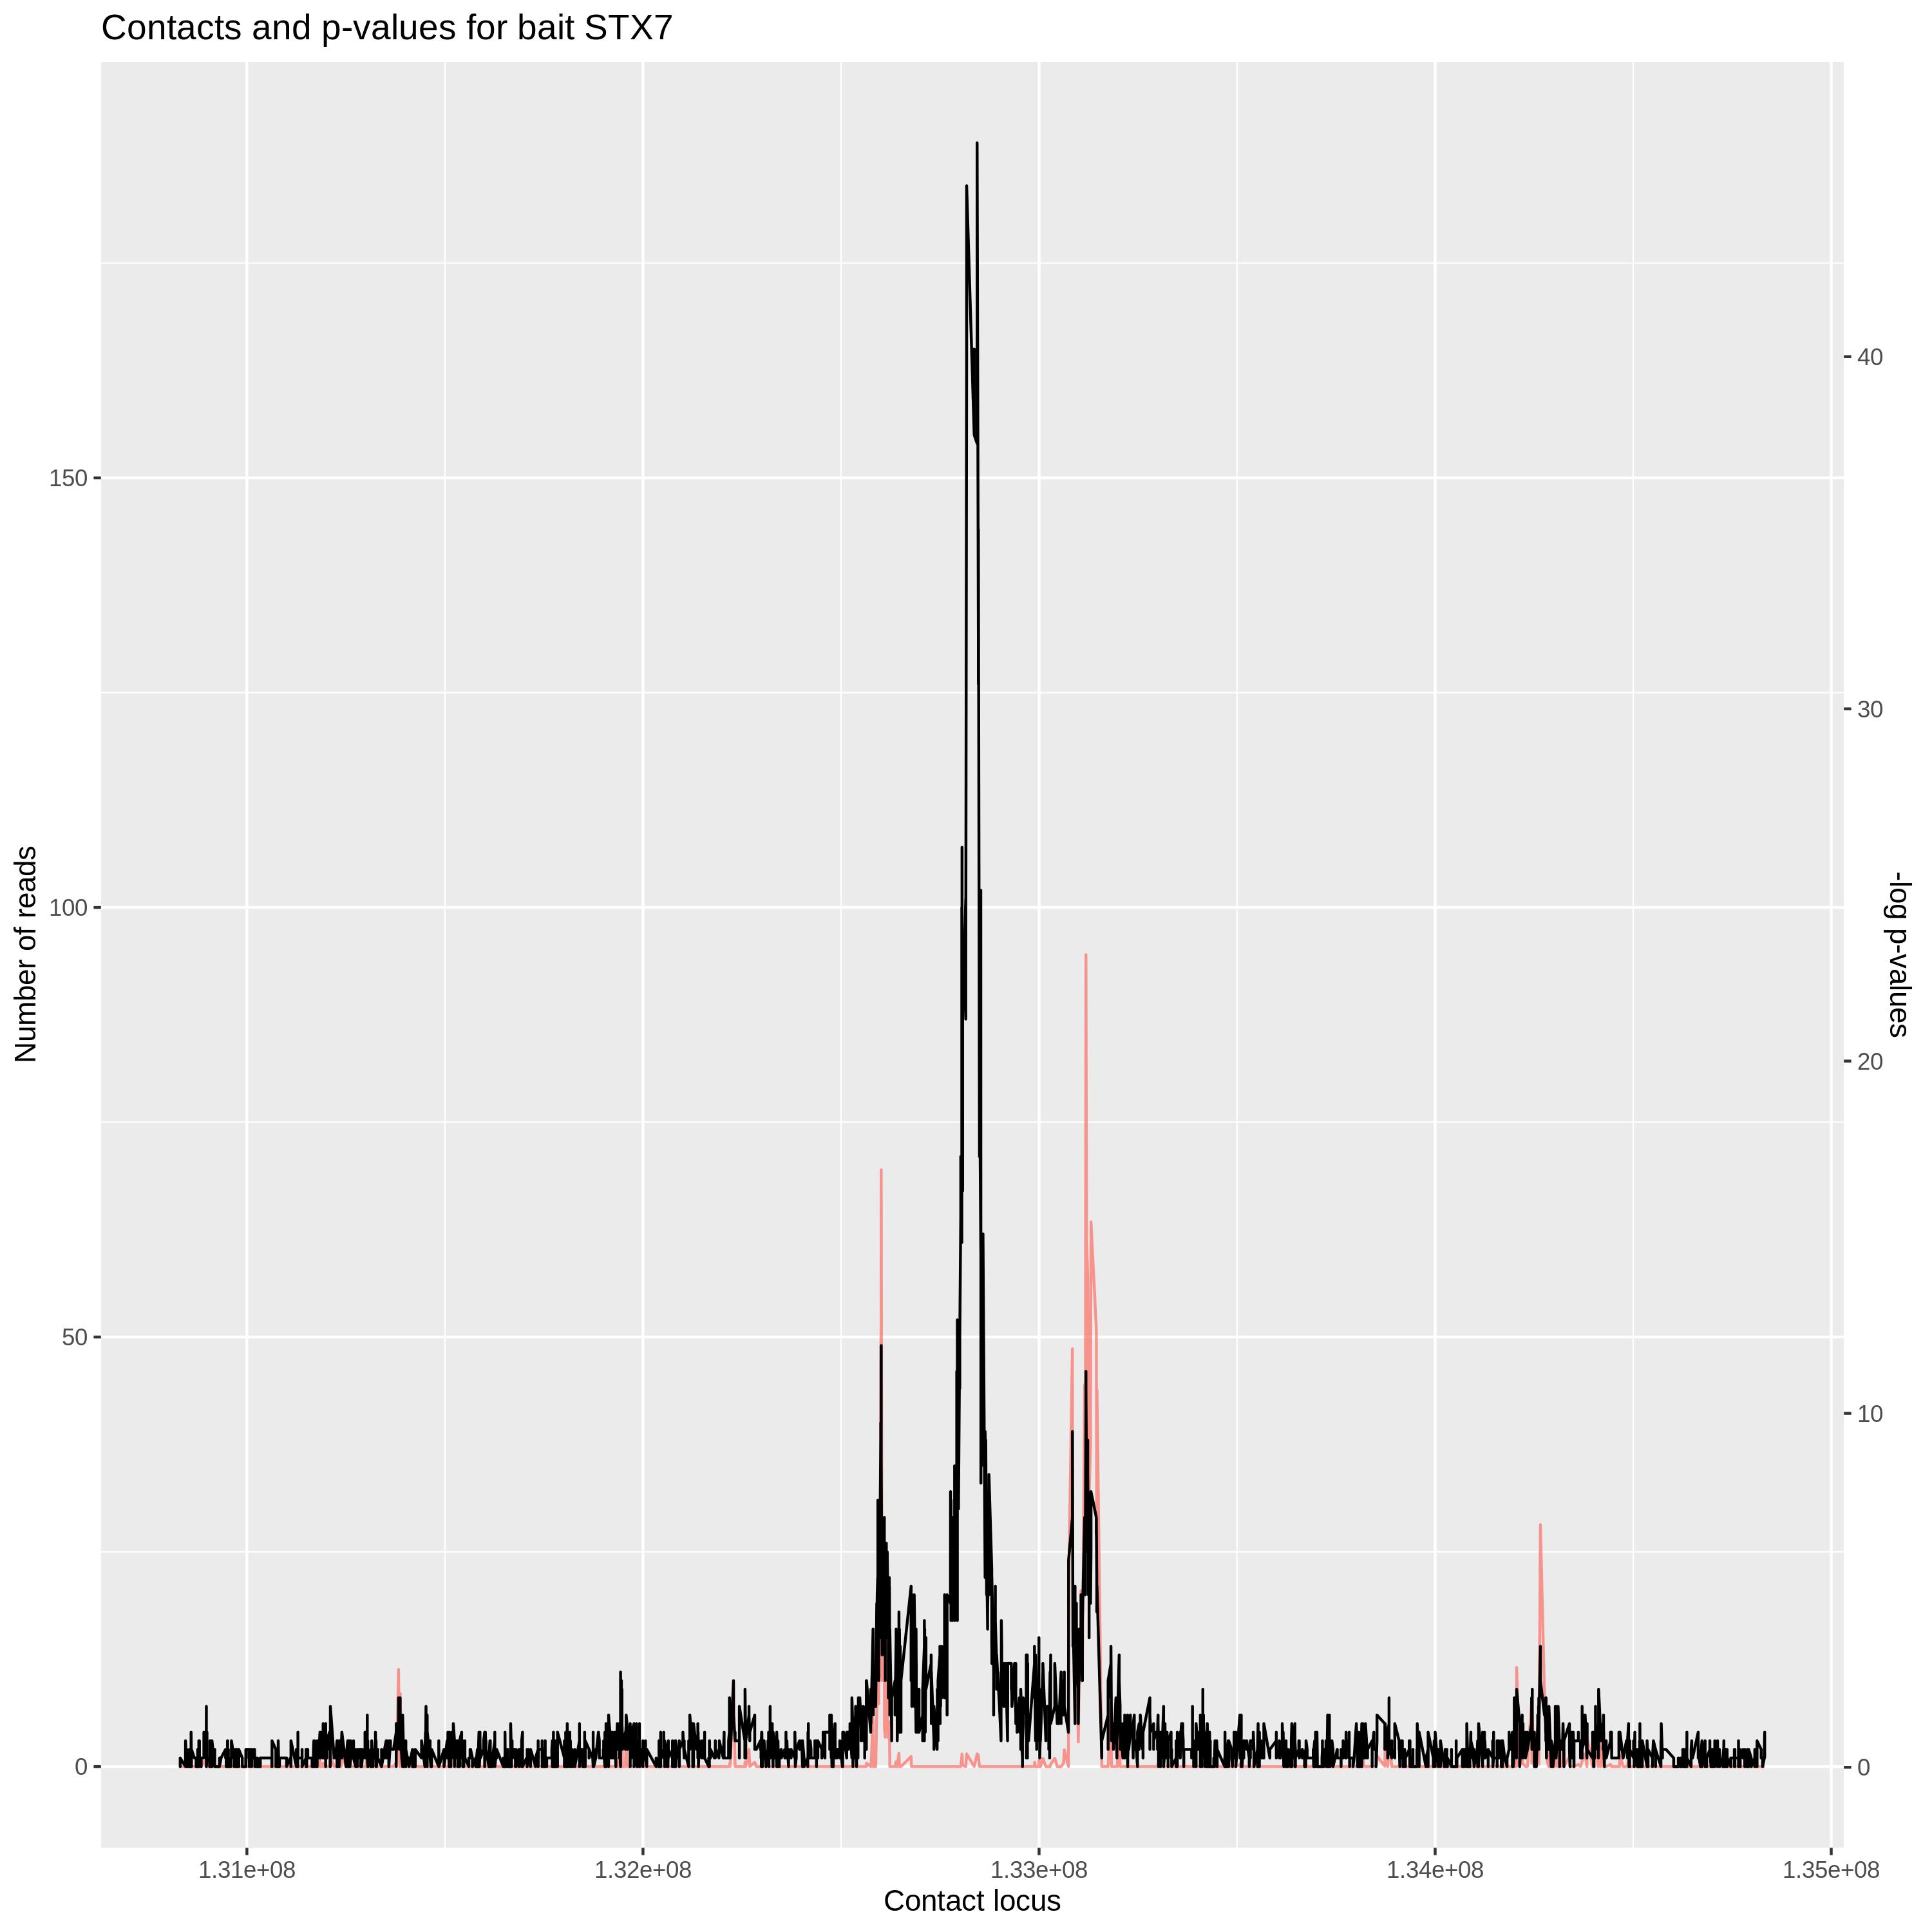 Contacts and p-values for bait STX7
Number of reads
150
100
50
0
-log p-values
40
30
20
10
0
1.31e+08
1.32e+08
1.33e+08
1.34e+08
1.35e+08
Contact locus